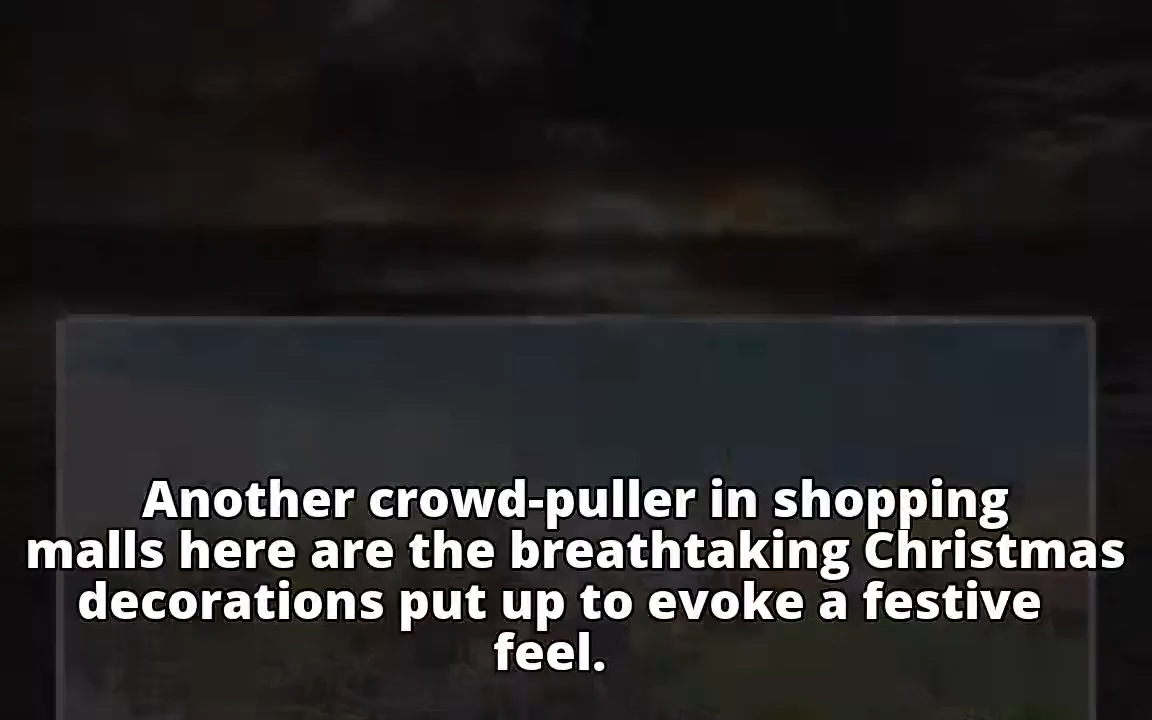 Another crowd-puller in shopping
malls here are the breathtaking Christmas
decorations put up to evoke a festive
feel.